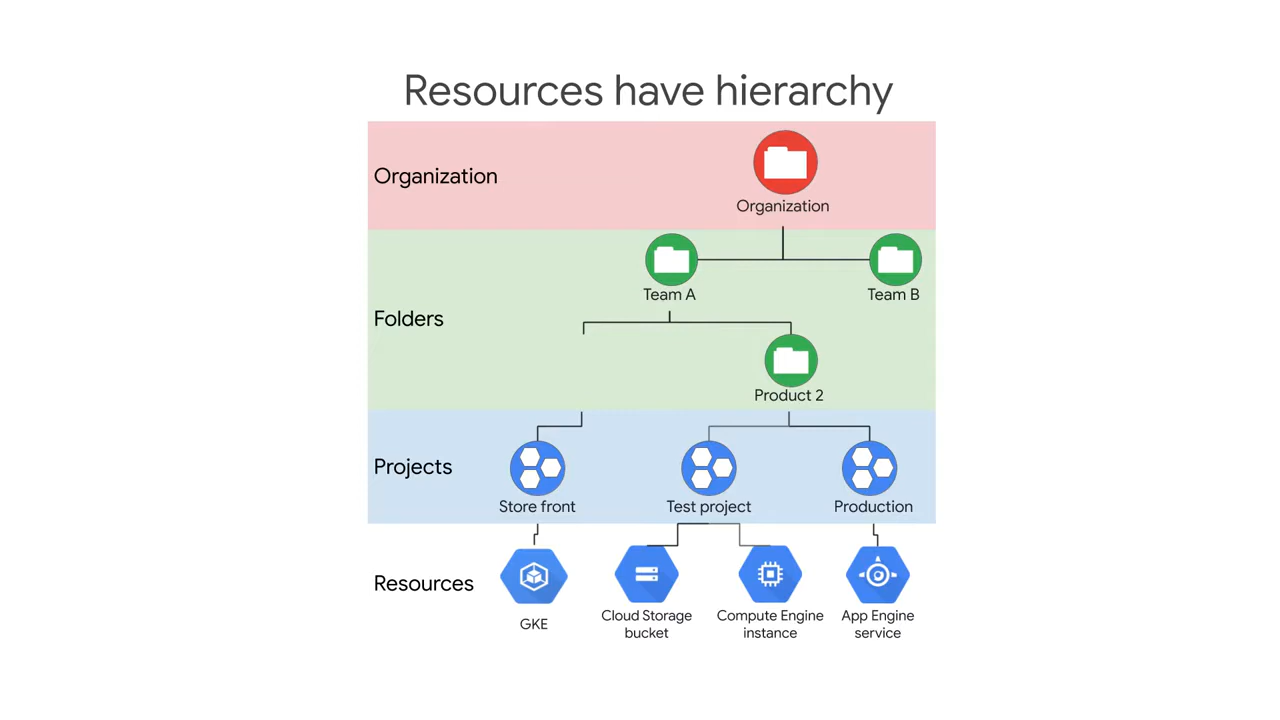 Resources have hierarchy
Organization
Organization
Team A
Team B
Folders
Product 2
Projects
Store front
Test project
Production
Resources
GKE
Cloud Storage
bucket
Compute Engine
instance
App Engine
service